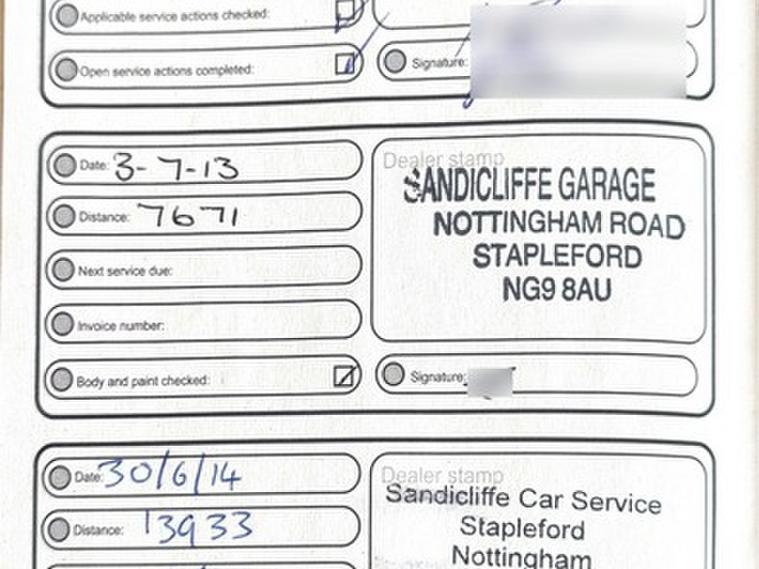 Applicable service actions checked:
Open service actions completed:
Signature:
Date: 3-7-13
Distance: 7671
Next service due:
Invoice number:
Body and paint checked:
Dealer stamp
SANDICLIFFE GARAGE
NOTTINGHAM ROAD
STAPLEFORD
NG9 8AU
Signature:
Date: 30/6/14
Distance: 13933
Dealer stamp
Sandicliffe Car Service
Stapleford
Nottingham